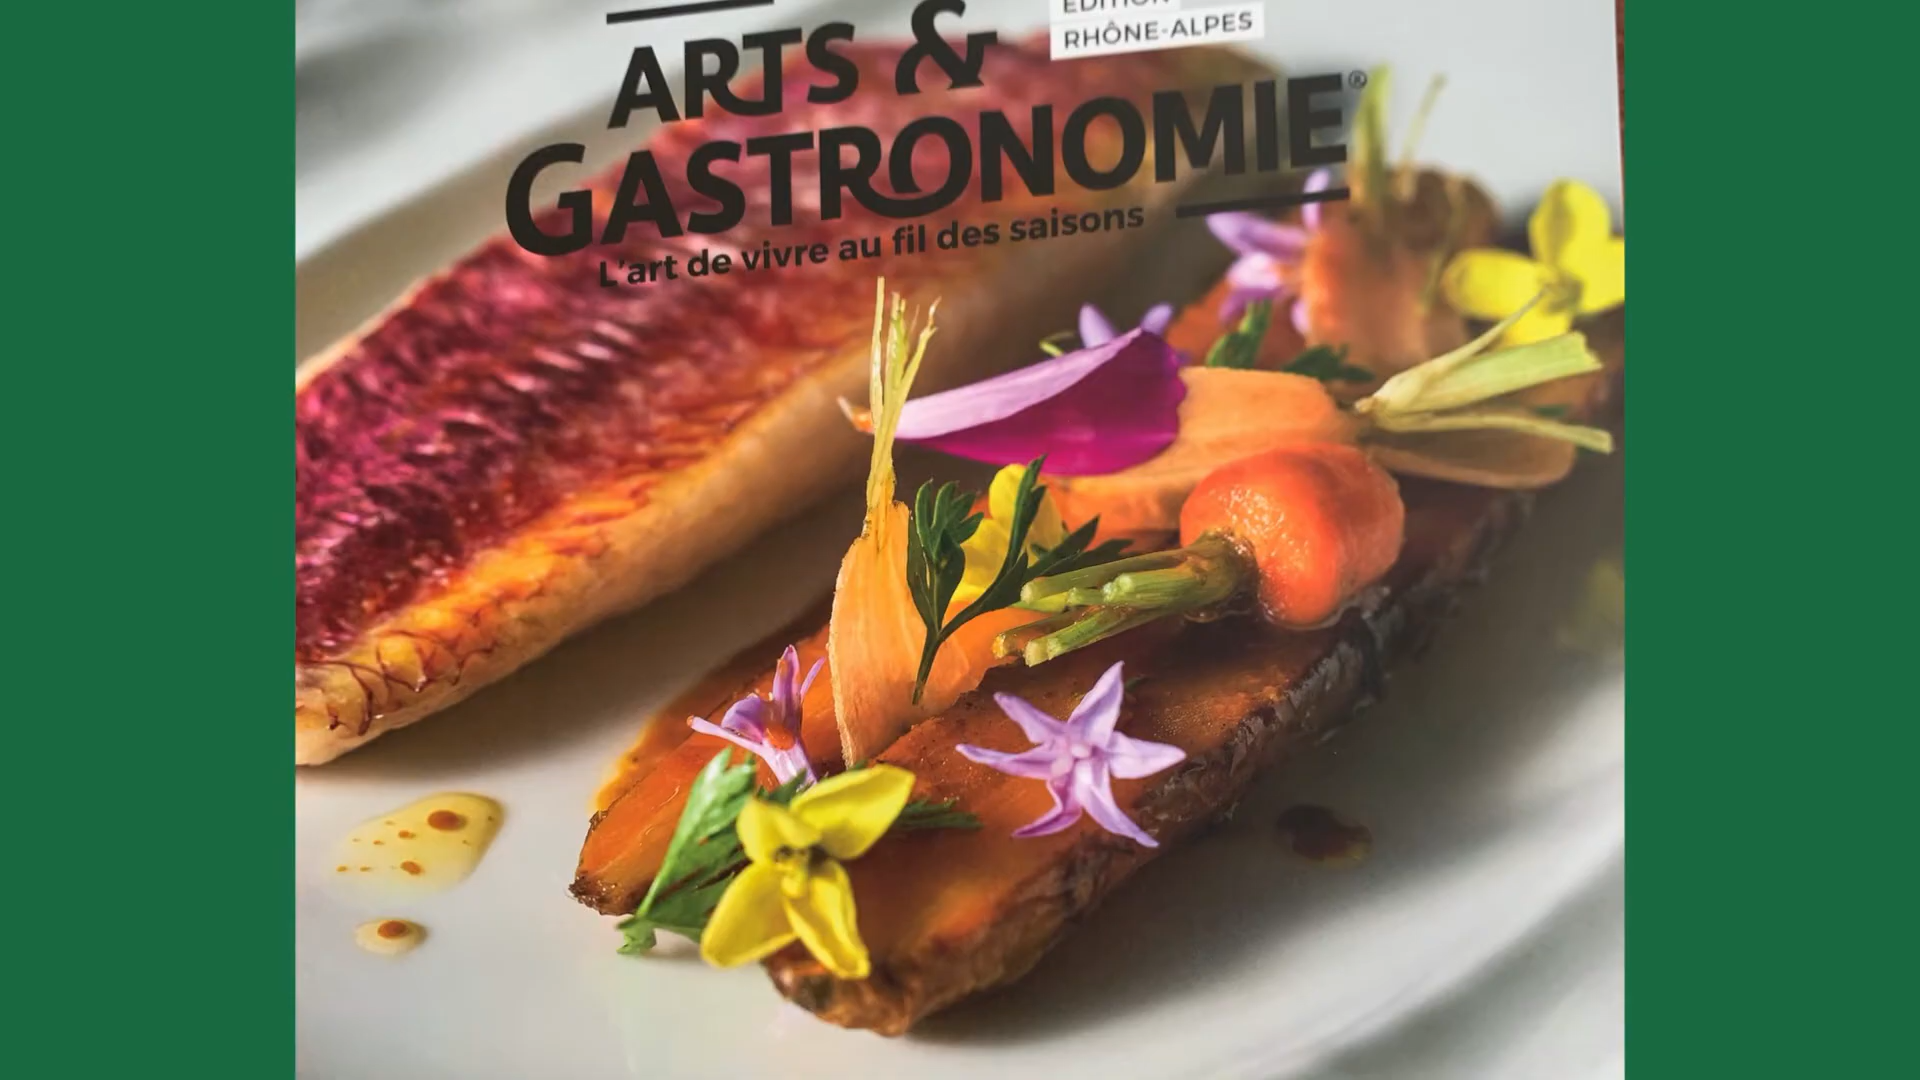 ÉDITION
RHÔNE-ALPES
ARTS &
GASTRONOMIE®
L'art de vivre au fil des saisons